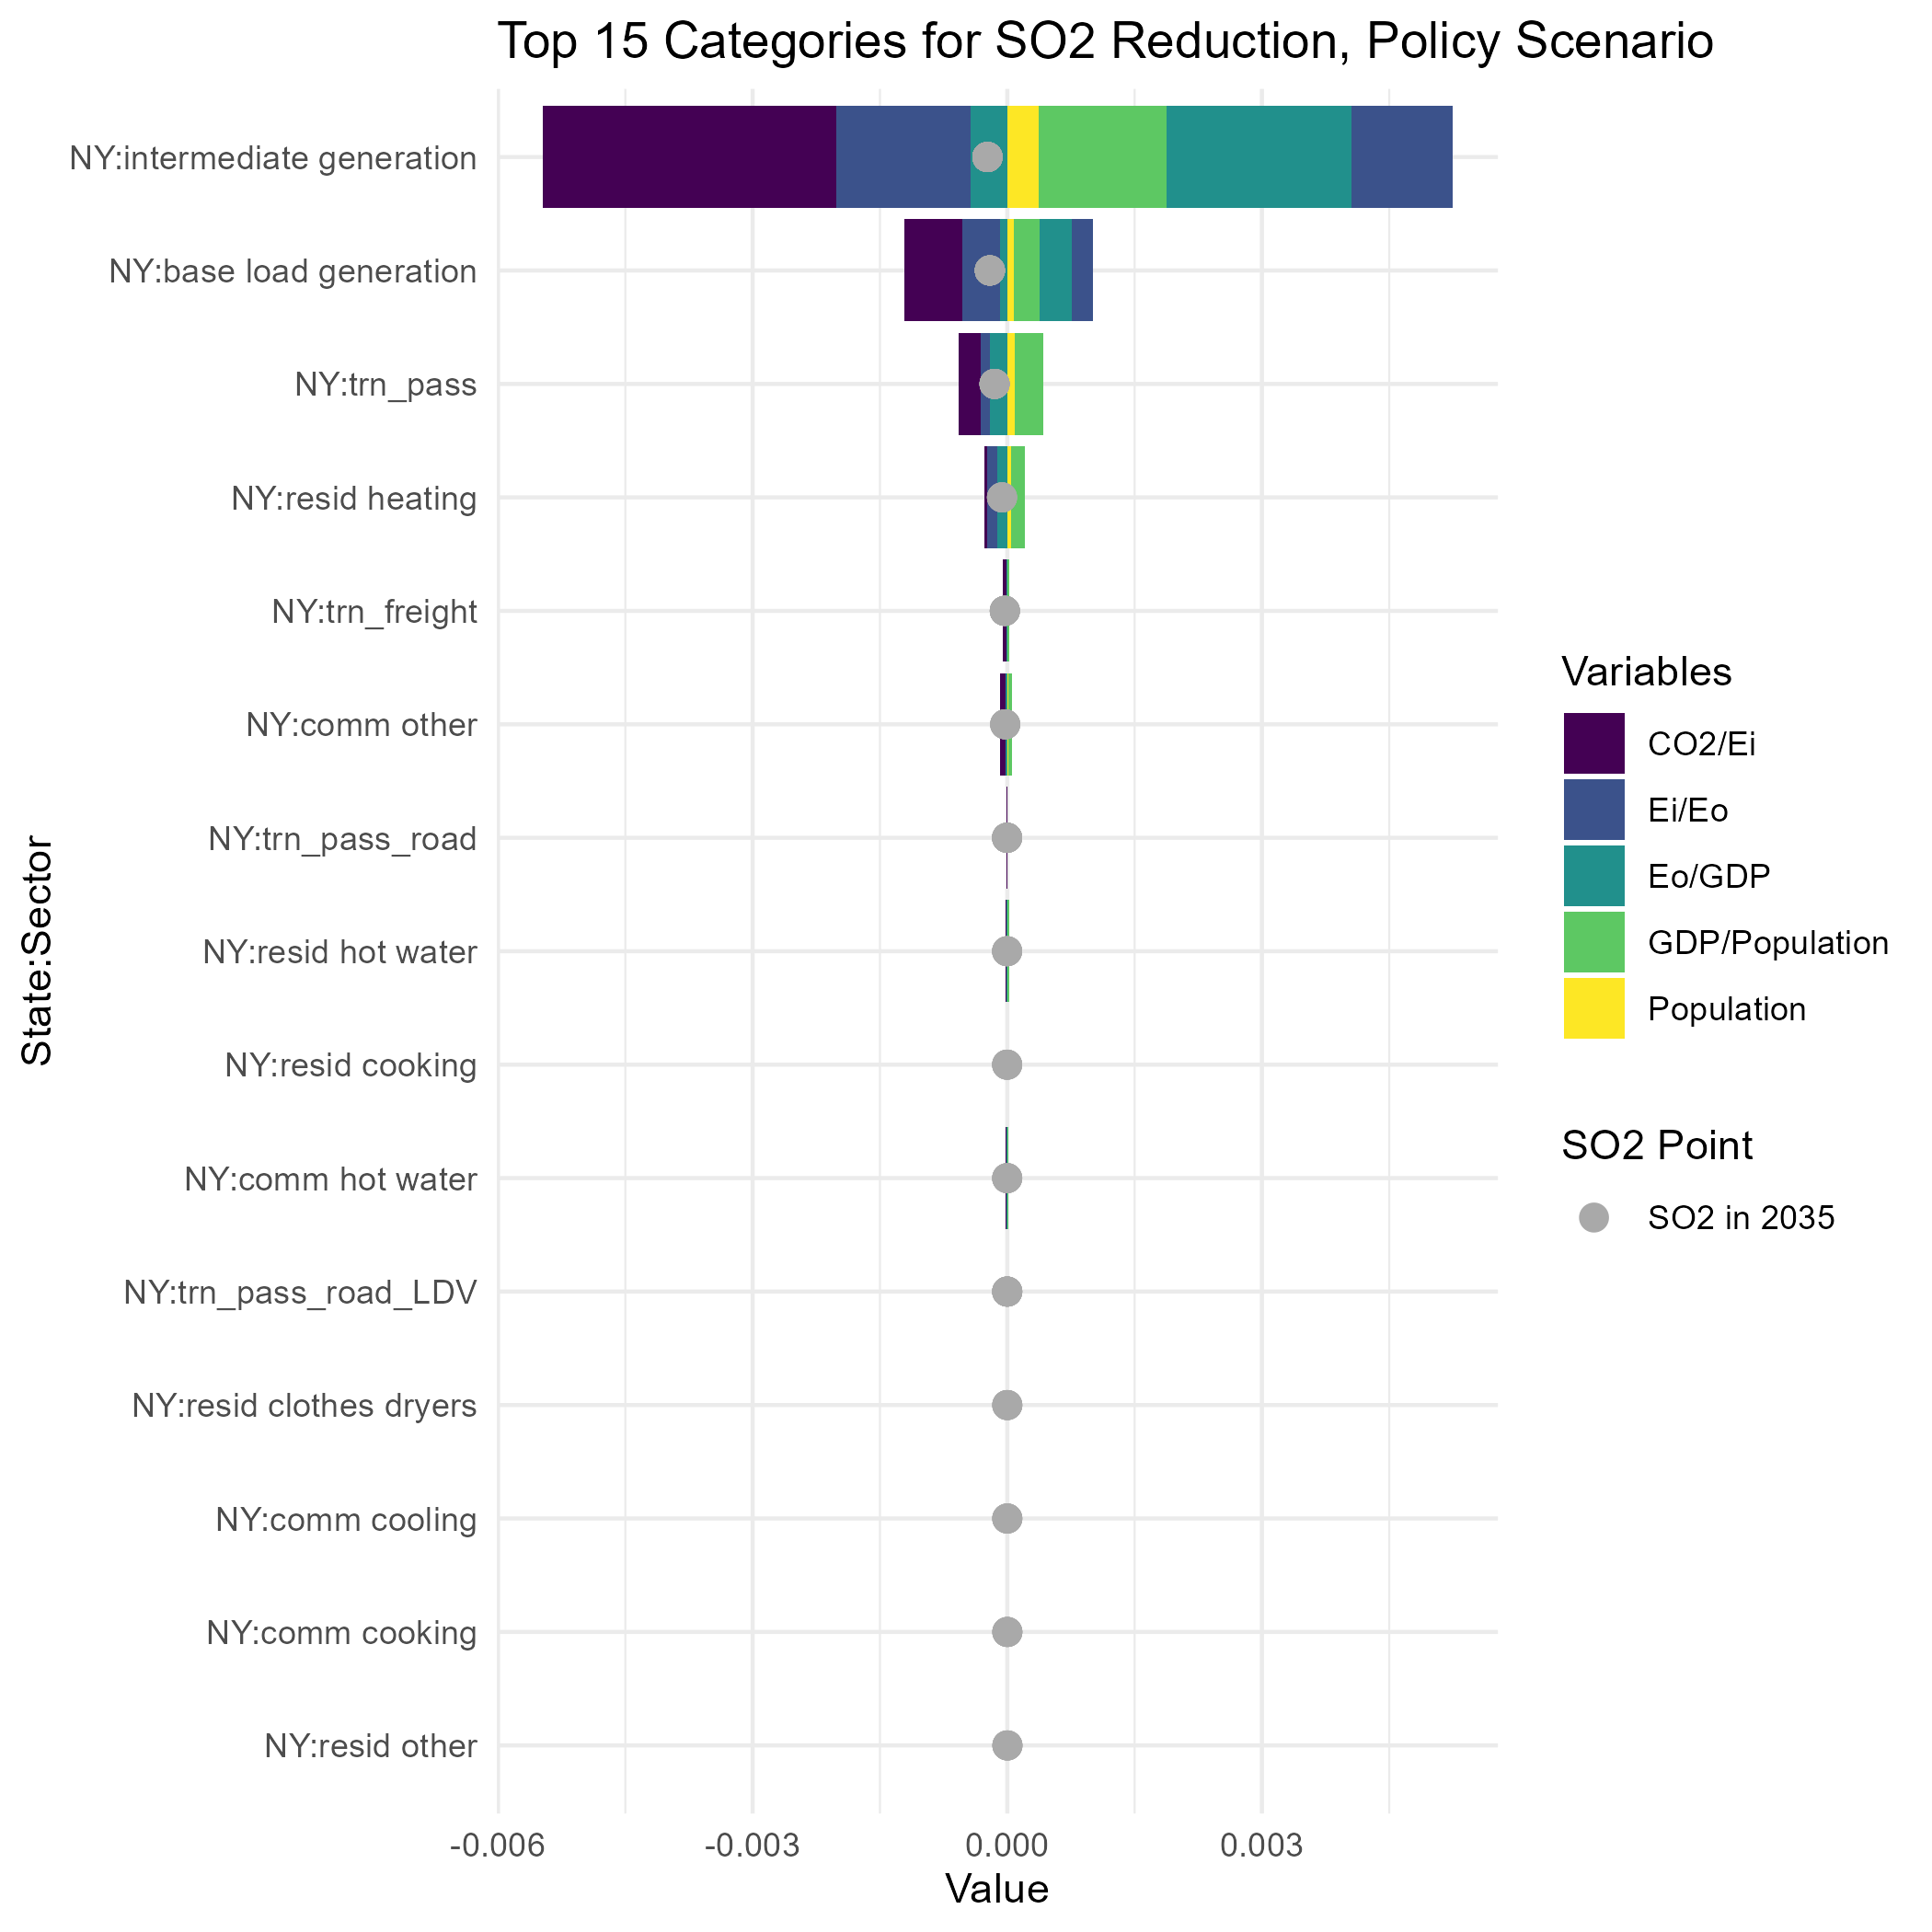 Top 15 Categories for SO2 Reduction, Policy Scenario
State:Sector
NY:intermediate generation
NY:base load generation
NY:trn_pass
NY:resid heating
NY:trn_freight
NY:comm other
NY:trn_pass_road
NY:resid hot water
NY:resid cooking
NY:comm hot water
NY:trn_pass_road_LDV
NY:resid clothes dryers
NY:comm cooling
NY:comm cooking
NY:resid other
-0.006 -0.003 0.000 0.003
Value
Variables
CO2/Ei
Ei/Eo
Eo/GDP
GDP/Population
Population
SO2 Point
SO2 in 2035